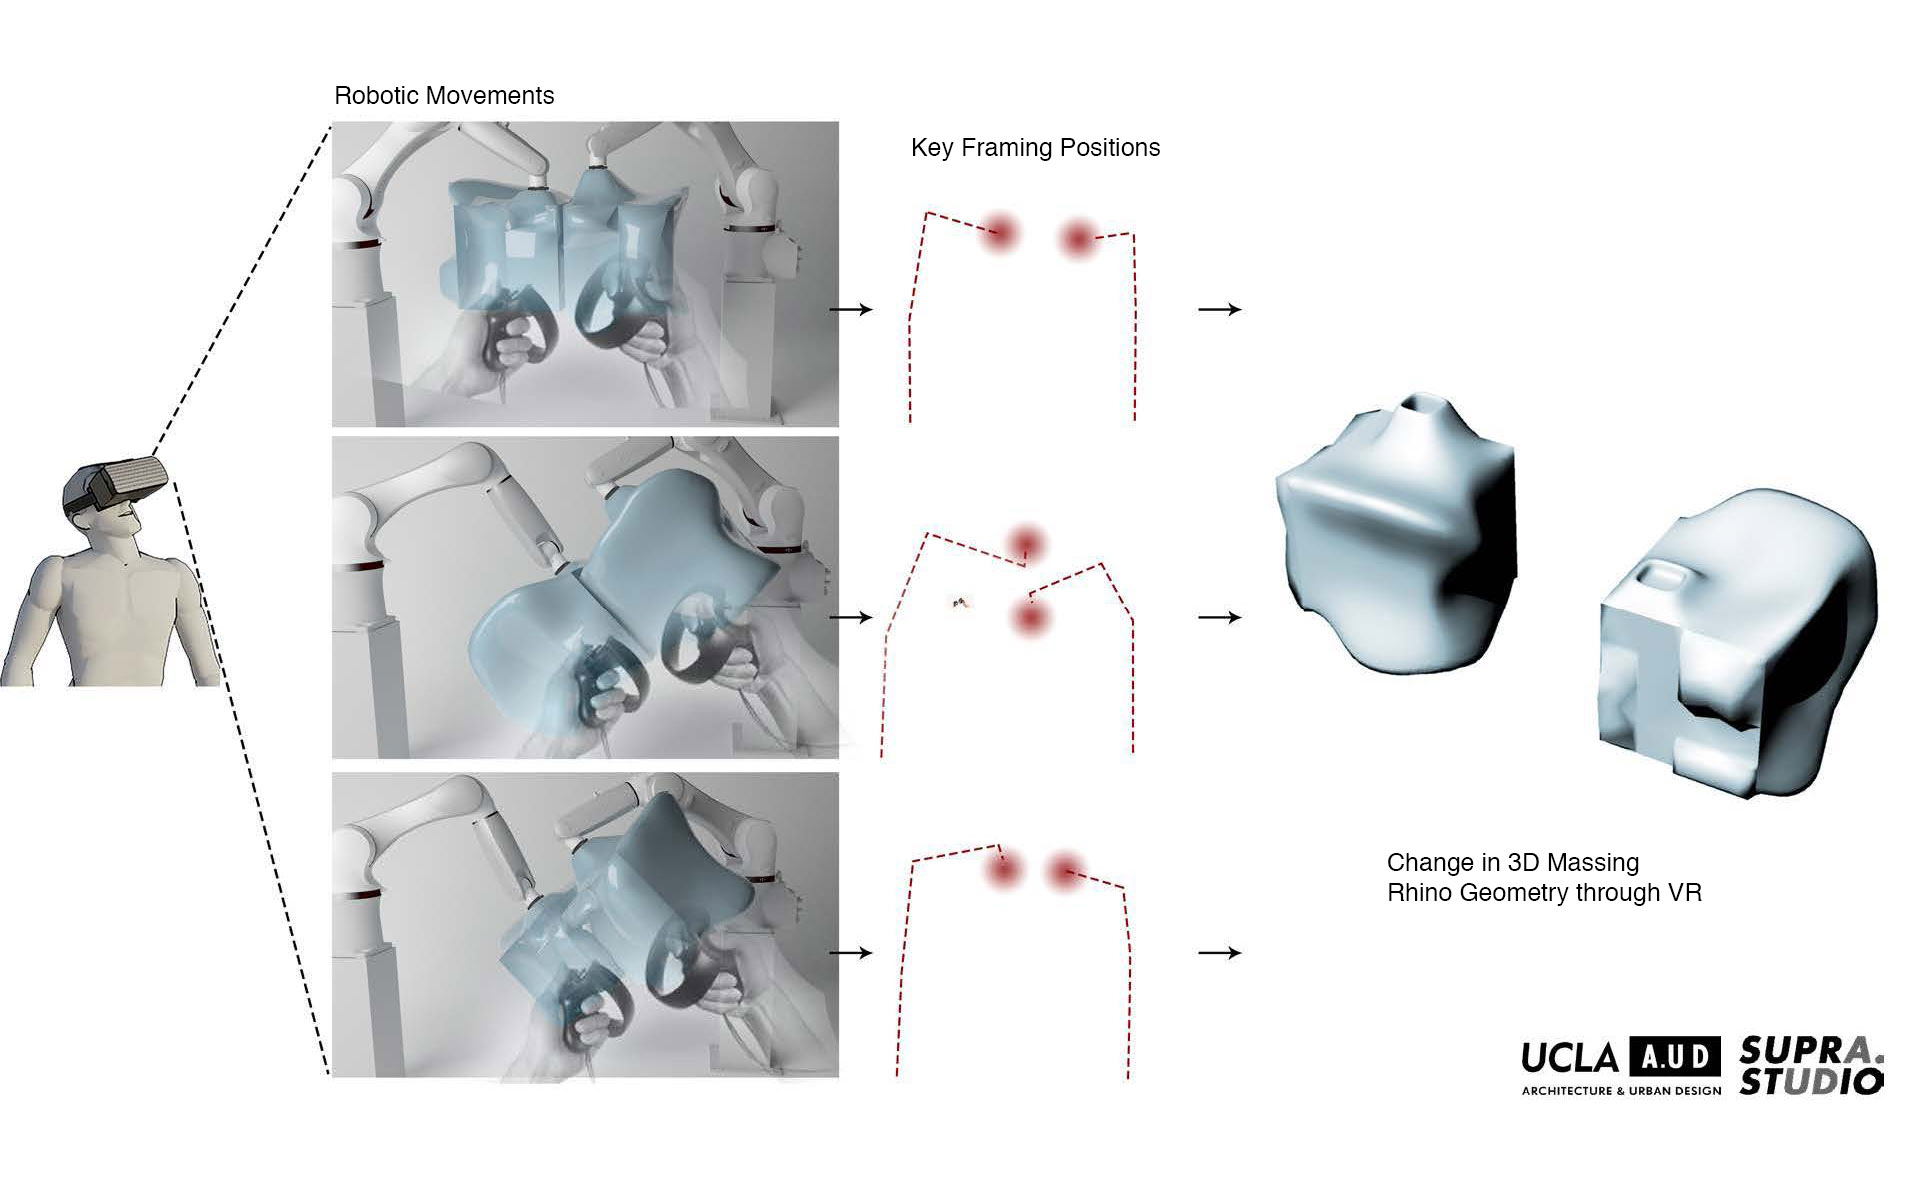 Robotic Movements
Key Framing Positions
Change in 3D Massing
Rhino Geometry through VR
UCLA A.UD
ARCHITECTURE & URBAN DESIGN
SUPRA.
STUDIO